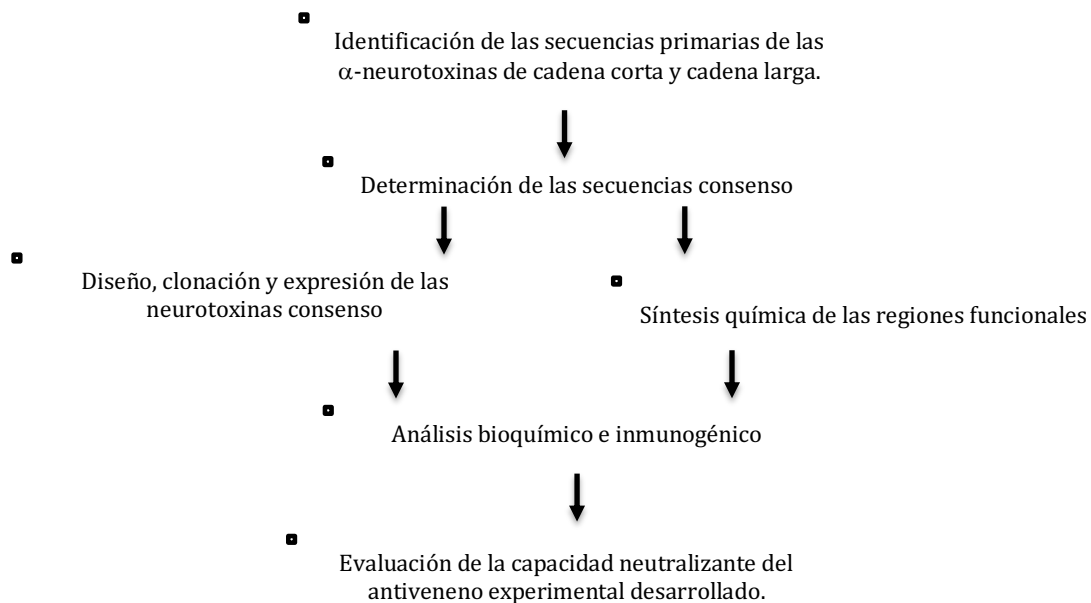 Identificación de las secuencias primarias de las
α-neurotoxinas de cadena corta y cadena larga.
Determinación de las secuencias consenso
Diseño, clonación y expresión de las
neurotoxinas consenso
Síntesis química de las regiones funcionales
Análisis bioquímico e inmunogénico
Evaluación de la capacidad neutralizante del
antiveneno experimental desarrollado.